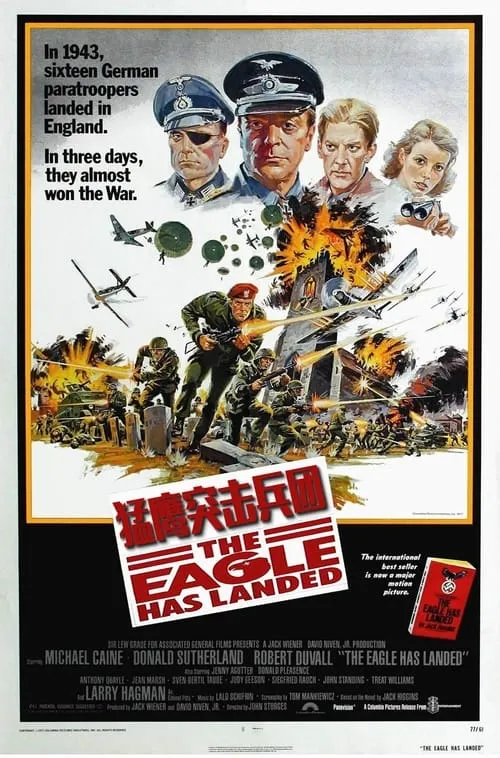 In 1943,
sixteen German
paratroopers
landed in
England.
In three days,
they almost
won the War.
猛鹰突击兵团
THE
EAGLE
HAS LANDED
The international
best seller
is now a major
motion picture.
THE
EAGLE
HAS LANDED
BY JACK HIGGINS
SIR LEW GRADE FOR ASSOCIATED GENERAL FILMS PRESENTS A JACK WIENER DAVID NIVEN, JR. PRODUCTION
Starring MICHAEL CAINE · DONALD SUTHERLAND · ROBERT DUVALL "THE EAGLE HAS LANDED"
Also Starring JENNY AGUTTER · DONALD PLEASENCE
ANTHONY QUAYLE · JEAN MARSH · SVEN-BERTIL TAUBE · JUDY GEESON · SIEGFRIED RAUCH · JOHN STANDING · TREAT WILLIAMS
And LARRY HAGMAN as Colonel Pitts · Music by LALO SCHIFRIN · Screenplay by TOM MANKIEWICZ · Based on the Novel by JACK HIGGINS
Produced by JACK WIENER and DAVID NIVEN, JR. Directed by JOHN STURGES Panavision® A Columbia Pictures Release From
77/61
"THE EAGLE HAS LANDED"